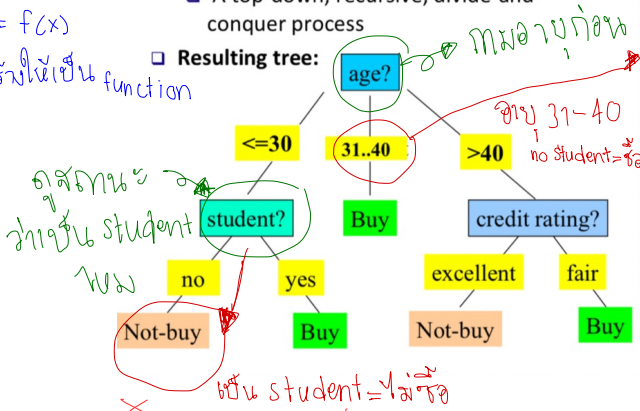 A top-down, recursive, divide-and
conquer process
= f(x)
Resulting tree:
ถามอายุก่อน
ให้เป็น function
age?
อายุ 31-40
<=30
31..40
>40
no student = ซื้อ
ดูสถานะ
ว่าเป็น student
student?
Buy
credit rating?
ไหม
no
yes
excellent
fair
Not-buy
Buy
Not-buy
Buy
เป็น student = ไม่ซื้อ